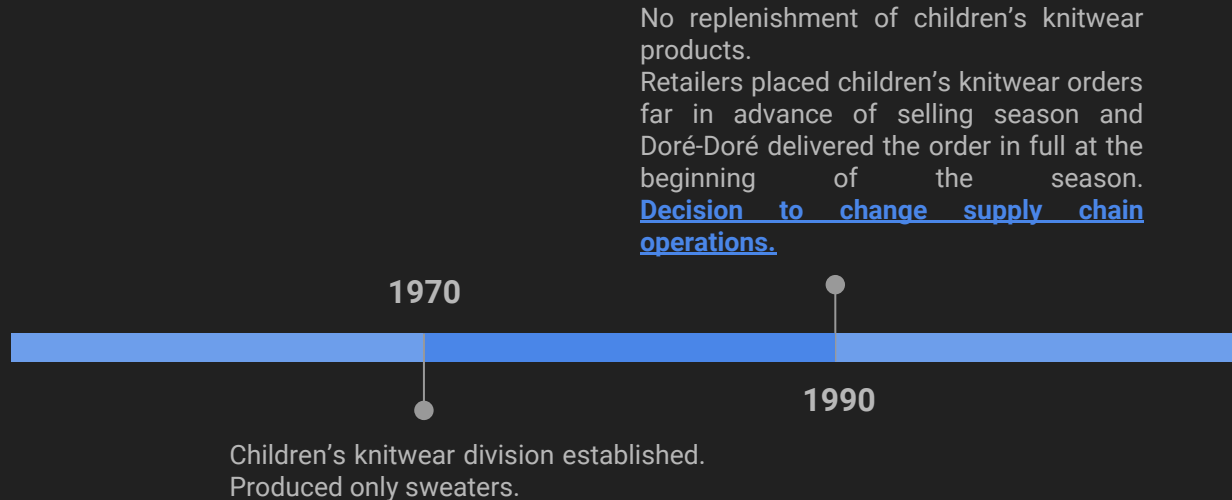 No replenishment of children’s knitwear
products.
Retailers placed children’s knitwear orders
far in advance of selling season and
Doré-Doré delivered the order in full at the
beginning of the season.
Decision to change supply chain
operations.
1970
1990
Children’s knitwear division established.
Produced only sweaters.